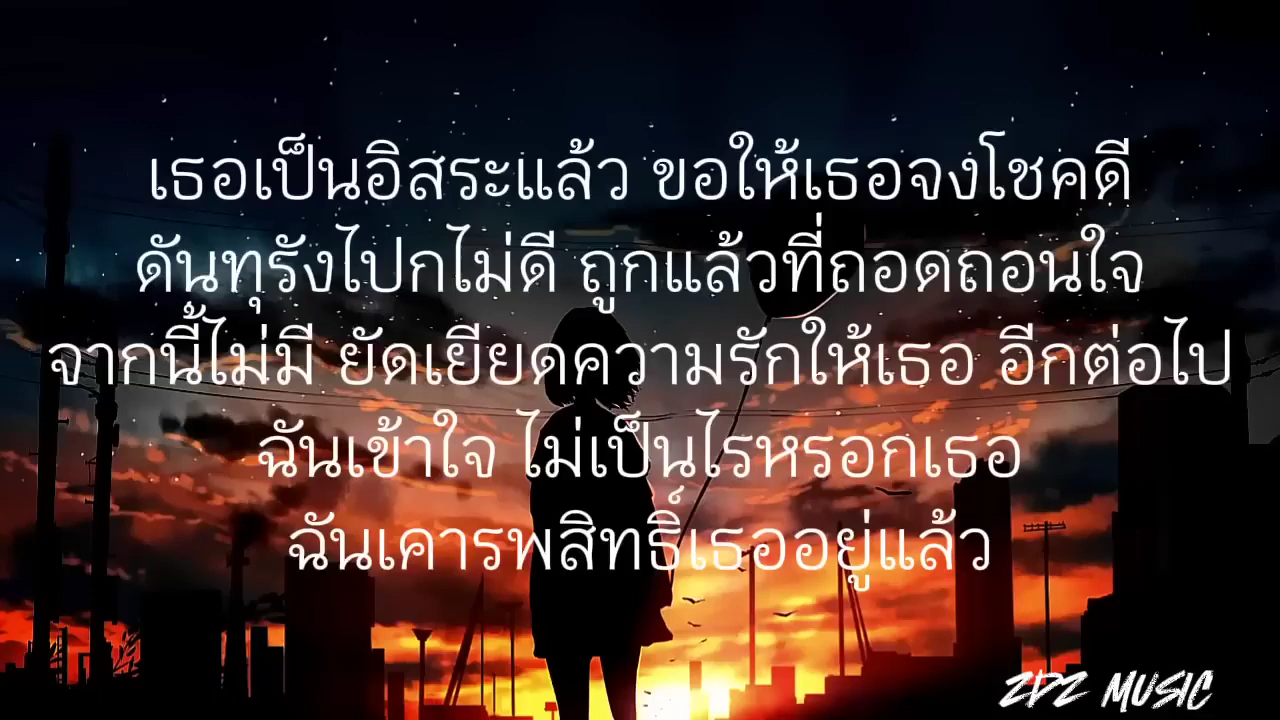 เธอเป็นอิสระแล้ว ขอให้เธอจงโชคดี
ดันทุรังไปกไม่ดี ถูกแล้วที่ถอดถอนใจ
จากนี้ไม่มี ยัดเยียดความรักให้เธอ อีกต่อไป
ฉันเข้าใจ ไม่เป็นไรหรอกเธอ
ฉันเคารพสิทธิ์เธออยู่แล้ว
ZDZ MUSIC